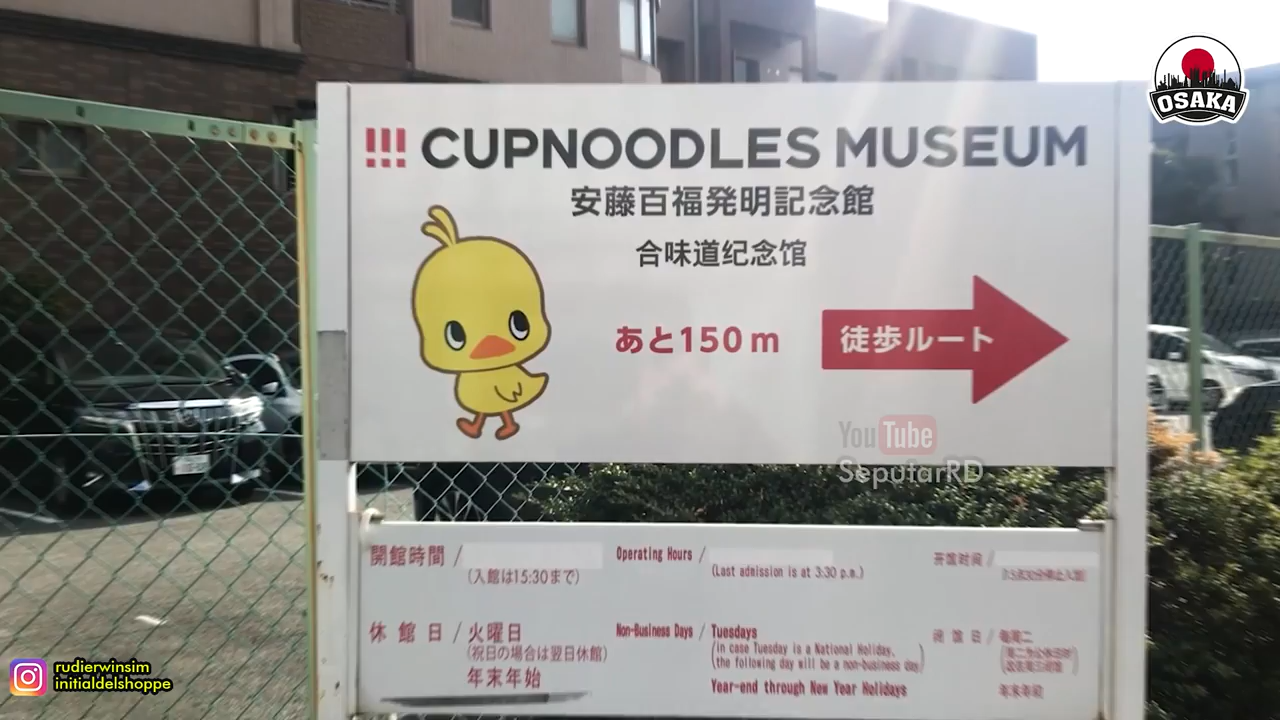 OSAKA
!!! CUPNOODLES MUSEUM
安藤百福発明記念館
合味道纪念馆
あと150m
徒歩ルート
YouTube
SeputarRD
開館時間 /
(入館は15:30まで)
Operating Hours /
(Last admission is at 3:30 p.m.)
开馆时间 /
休館日 / 火曜日
(祝日の場合は翌日休館)
年末年始
Non-Business Days / Tuesdays
(in case Tuesday is a National Holiday,
the following day will be a non-business day)
Year-end through New Year Holidays
闭馆日 / 每周二
年末年初
rudierwinsim
initialdelshoppe